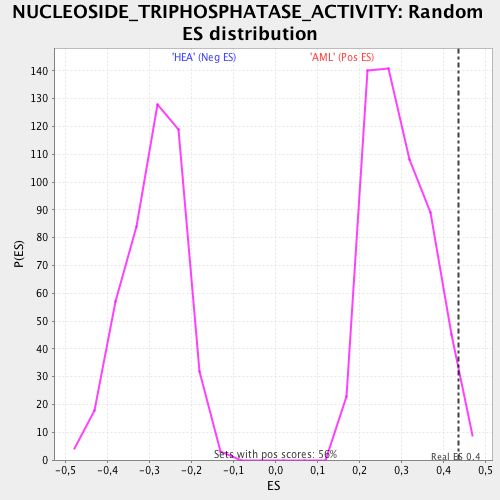 NUCLEOSIDE_TRIPHOSPHATASE_ACTIVITY: Random
ES distribution
'HEA' (Neg ES) 'AML' (Pos ES)
140
130
120
110
100
90
80
70
60
50
40
30
20
10
0
P(ES)
Sets with pos scores: 56%
Real ES 0.4
-0,5 -0,4 -0,3 -0,2 -0,1 0,0 0,1 0,2 0,3 0,4 0,5
ES